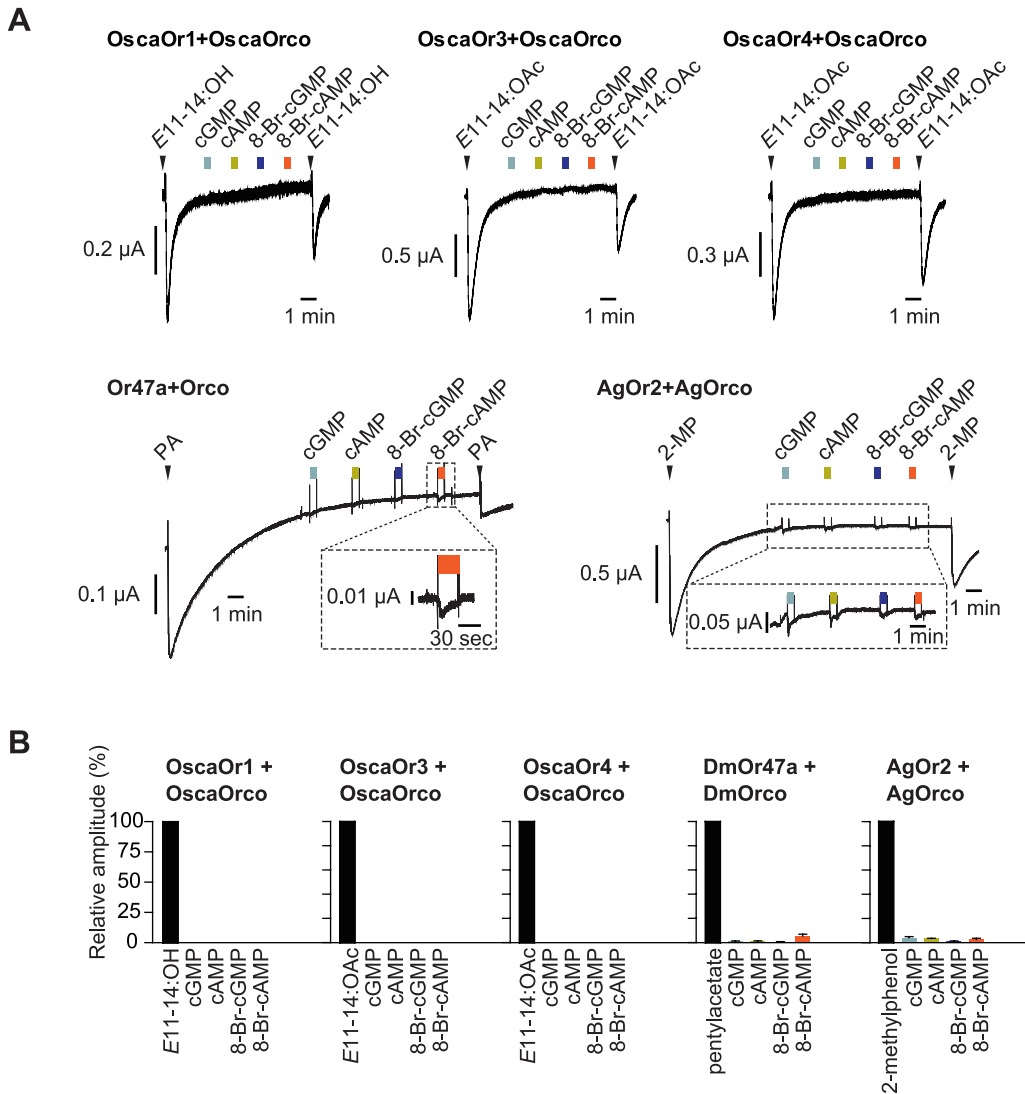 A
OscaOr1+OscaOrco
OscaOr3+OscaOrco
OscaOr4+OscaOrco
E11-14:OH
cGMP
cAMP
8-Br-cGMP
8-Br-cAMP
E11-14:OH
E11-14:OAc
cGMP
cAMP
8-Br-cGMP
8-Br-cAMP
E11-14:OAc
E11-14:OAc
cGMP
cAMP
8-Br-cGMP
8-Br-cAMP
E11-14:OAc
0.2 µA
1 min
0.5 µA
1 min
0.3 µA
1 min
Or47a+Orco
AgOr2+AgOrco
PA
cGMP
cAMP
8-Br-cGMP
8-Br-cAMP
PA
2-MP
cGMP
cAMP
8-Br-cGMP
8-Br-cAMP
2-MP
0.1 µA
1 min
0.01 µA
30 sec
0.5 µA
1 min
0.05 µA
1 min
B
OscaOr1 +
OscaOrco
OscaOr3 +
OscaOrco
OscaOr4 +
OscaOrco
DmOr47a +
DmOrco
AgOr2 +
AgOrco
Relative amplitude (%)
100
75
60
25
0
E11-14:OH
cGMP
cAMP
8-Br-cGMP
8-Br-cAMP
E11-14:OAc
cGMP
cAMP
8-Br-cGMP
8-Br-cAMP
E11-14:OAc
cGMP
cAMP
8-Br-cGMP
8-Br-cAMP
pentylacetate
cGMP
cAMP
8-Br-cGMP
8-Br-cAMP
2-methylphenol
cGMP
cAMP
8-Br-cGMP
8-Br-cAMP